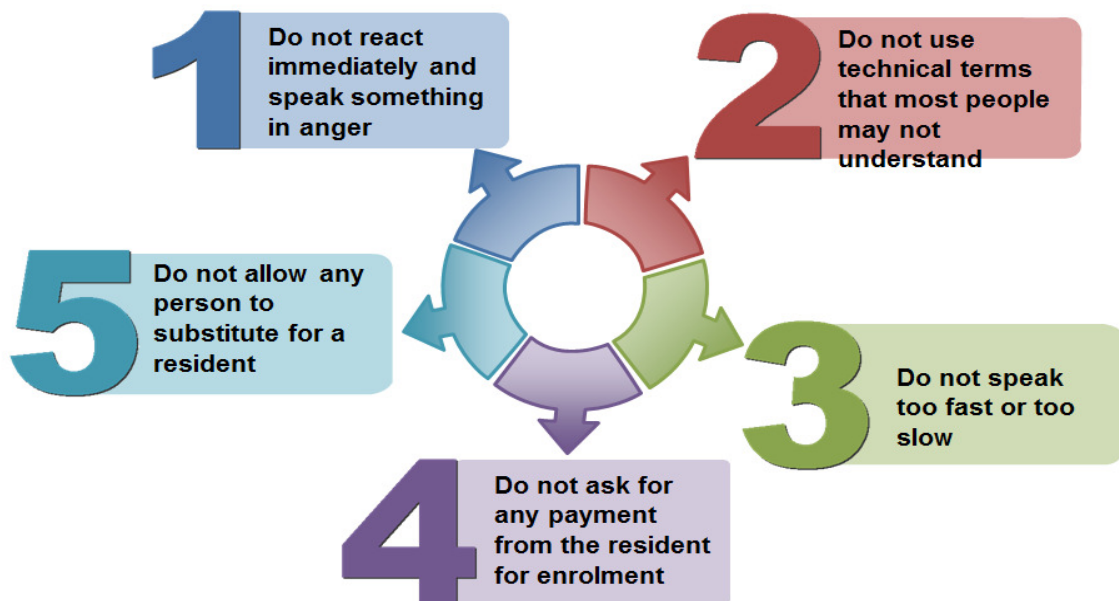 1
Do not react
immediately and
speak something
in anger
2
Do not use
technical terms
that most people
may not
understand
3
Do not speak
too fast or too
slow
4
Do not ask for
any payment
from the resident
for enrolment
5
Do not allow any
person to
substitute for a
resident